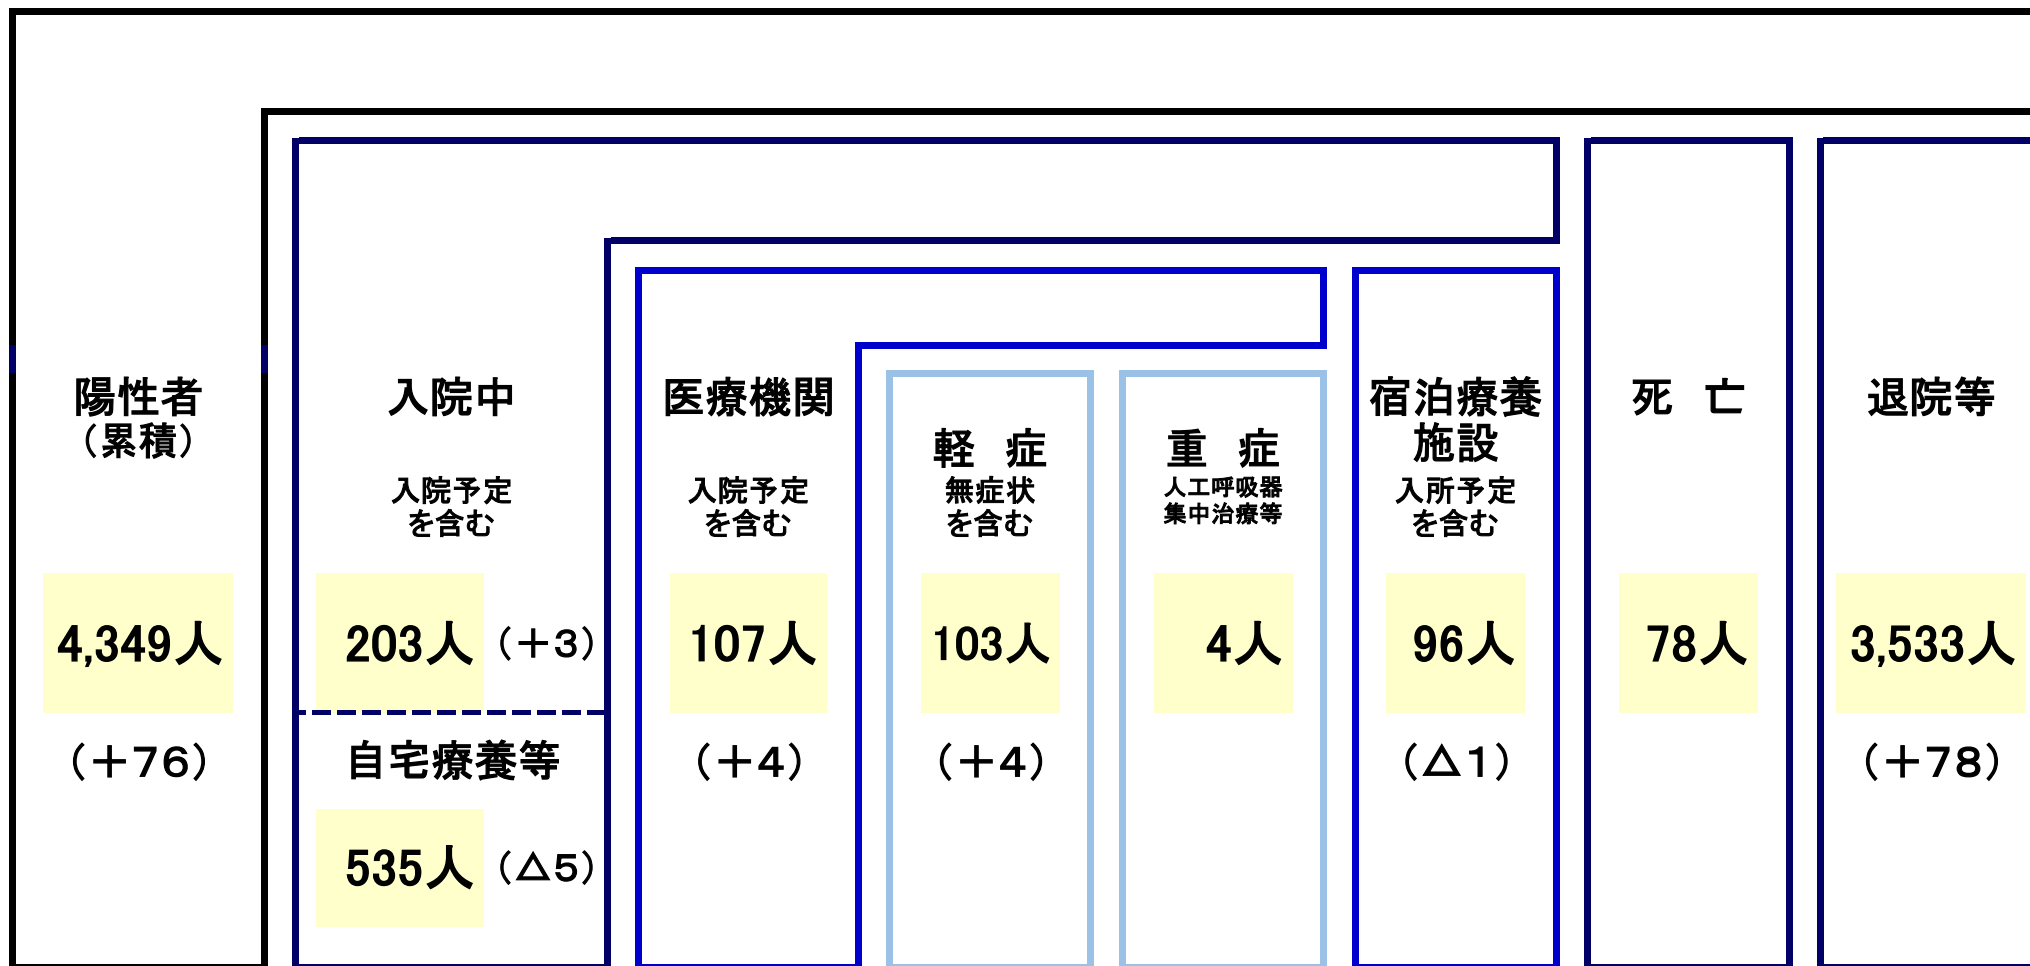 陽性者
（累積）
4,349人
（＋76）
入院中
入院予定
を含む
203人（＋3）
自宅療養等
535人（△5）
医療機関
入院予定
を含む
107人
（＋4）
軽 症
無症状
を含む
103人
（＋4）
重 症
人工呼吸器
集中治療等
4人
宿泊療養
施設
入所予定
を含む
96人
（△1）
死 亡
78人
退院等
3,533人
（＋78）